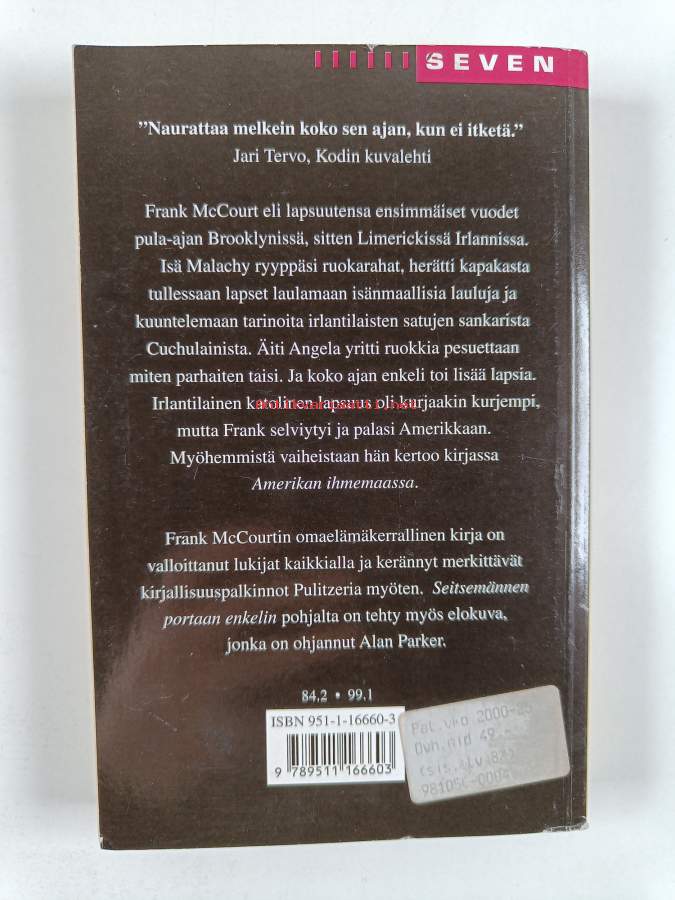 SEVEN
”Naurattaa melkein koko sen ajan, kun ei itketä.”
Jari Tervo, Kodin kuvalehti
Frank McCourt eli lapsuutensa ensimmäiset vuodet
pula-ajan Brooklynissä, sitten Limerickissä Irlannissa.
Isä Malachy ryyppäsi ruokarahat, herätti kapakasta
tullessaan lapset laulamaan isänmaallisia lauluja ja
kuuntelemaan tarinoita irlantilaisten satujen sankarista
Cuchulainista. Äiti Angela yritti ruokkia pesuettaan
miten parhaiten taisi. Ja koko ajan enkeli toi lisää lapsia.
Irlantilainen katolinen lapsuus oli kurjaakin kurjempi,
mutta Frank selviytyi ja palasi Amerikkaan.
Myöhemmistä vaiheistaan hän kertoo kirjassa
Amerikan ihmemaassa.
Frank McCourtin omaelämäkerrallinen kirja on
valloittanut lukijat kaikkialla ja kerännyt merkittävät
kirjallisuuspalkinnot Pulitzeria myöten. Seitsemännen
portaan enkelin pohjalta on tehty myös elokuva,
jonka on ohjannut Alan Parker.
84.2 • 99.1
ISBN 951-1-16660-3
9 789511 166603
Pal.vko 2000-
Ovh.nid 49.-